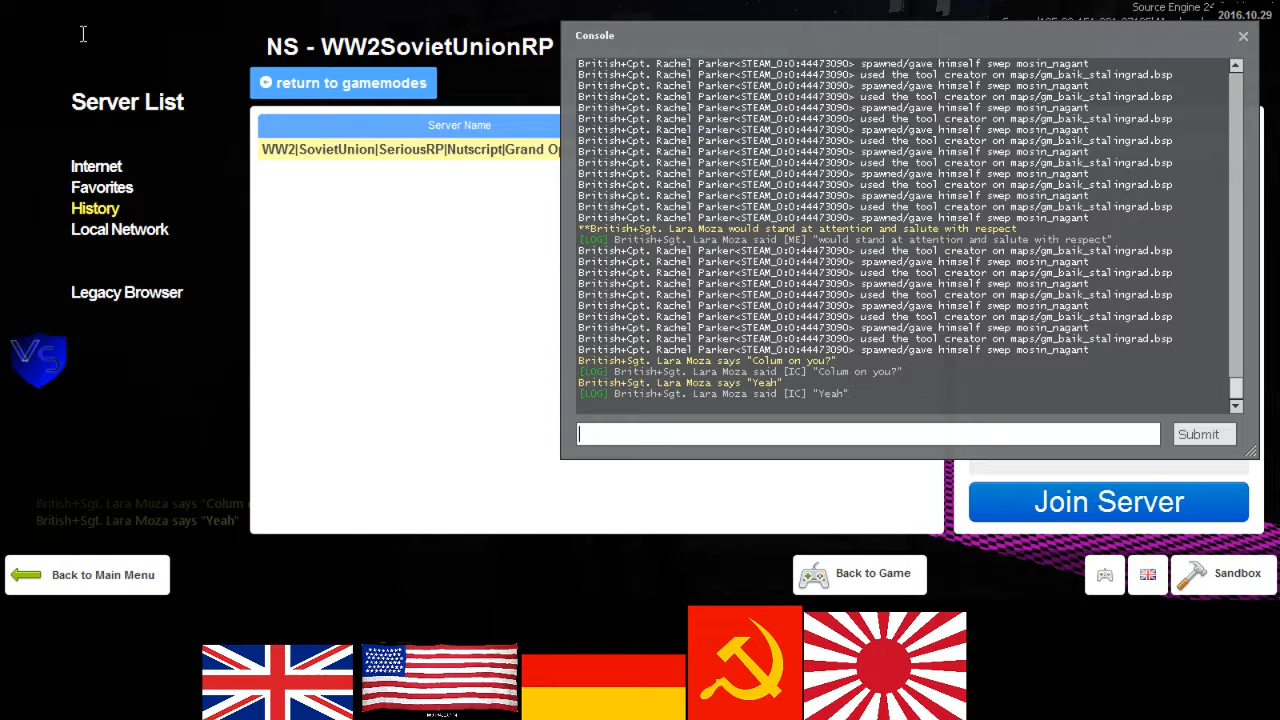 Source Engine 24
2016.10.29
NS - WW2SovietUnionRP
return to gamemodes
Server List
Internet
Favorites
History
Local Network
Legacy Browser
VS
Server Name
WW2|SovietUnion|SeriousRP|Nutscript|Grand Op
Console
British+Cpt. Rachel Parker<STEAM_0:0:44473090> spawned/gave himself swep mosin_nagant
British+Cpt. Rachel Parker<STEAM_0:0:44473090> used the tool creator on maps/gm_baik_stalingrad.bsp
British+Cpt. Rachel Parker<STEAM_0:0:44473090> spawned/gave himself swep mosin_nagant
British+Cpt. Rachel Parker<STEAM_0:0:44473090> used the tool creator on maps/gm_baik_stalingrad.bsp
British+Cpt. Rachel Parker<STEAM_0:0:44473090> spawned/gave himself swep mosin_nagant
British+Cpt. Rachel Parker<STEAM_0:0:44473090> used the tool creator on maps/gm_baik_stalingrad.bsp
British+Cpt. Rachel Parker<STEAM_0:0:44473090> spawned/gave himself swep mosin_nagant
British+Cpt. Rachel Parker<STEAM_0:0:44473090> used the tool creator on maps/gm_baik_stalingrad.bsp
British+Cpt. Rachel Parker<STEAM_0:0:44473090> spawned/gave himself swep mosin_nagant
British+Cpt. Rachel Parker<STEAM_0:0:44473090> used the tool creator on maps/gm_baik_stalingrad.bsp
British+Cpt. Rachel Parker<STEAM_0:0:44473090> spawned/gave himself swep mosin_nagant
British+Cpt. Rachel Parker<STEAM_0:0:44473090> used the tool creator on maps/gm_baik_stalingrad.bsp
British+Cpt. Rachel Parker<STEAM_0:0:44473090> spawned/gave himself swep mosin_nagant
British+Cpt. Rachel Parker<STEAM_0:0:44473090> used the tool creator on maps/gm_baik_stalingrad.bsp
British+Cpt. Rachel Parker<STEAM_0:0:44473090> spawned/gave himself swep mosin_nagant
**British+Sgt. Lara Moza would stand at attention and salute with respect
[LOG] British+Sgt. Lara Moza said [ME] "would stand at attention and salute with respect"
British+Cpt. Rachel Parker<STEAM_0:0:44473090> used the tool creator on maps/gm_baik_stalingrad.bsp
British+Cpt. Rachel Parker<STEAM_0:0:44473090> spawned/gave himself swep mosin_nagant
British+Cpt. Rachel Parker<STEAM_0:0:44473090> used the tool creator on maps/gm_baik_stalingrad.bsp
British+Cpt. Rachel Parker<STEAM_0:0:44473090> spawned/gave himself swep mosin_nagant
British+Cpt. Rachel Parker<STEAM_0:0:44473090> used the tool creator on maps/gm_baik_stalingrad.bsp
British+Cpt. Rachel Parker<STEAM_0:0:44473090> spawned/gave himself swep mosin_nagant
British+Cpt. Rachel Parker<STEAM_0:0:44473090> used the tool creator on maps/gm_baik_stalingrad.bsp
British+Cpt. Rachel Parker<STEAM_0:0:44473090> spawned/gave himself swep mosin_nagant
British+Cpt. Rachel Parker<STEAM_0:0:44473090> used the tool creator on maps/gm_baik_stalingrad.bsp
British+Cpt. Rachel Parker<STEAM_0:0:44473090> spawned/gave himself swep mosin_nagant
British+Sgt. Lara Moza says "Colum on you?"
[LOG] British+Sgt. Lara Moza said [IC] "Colum on you?"
British+Sgt. Lara Moza says "Yeah"
[LOG] British+Sgt. Lara Moza said [IC] "Yeah"
Submit
British+Sgt. Lara Moza says "Colum o
British+Sgt. Lara Moza says "Yeah"
Join Server
Back to Main Menu
Back to Game
Sandbox